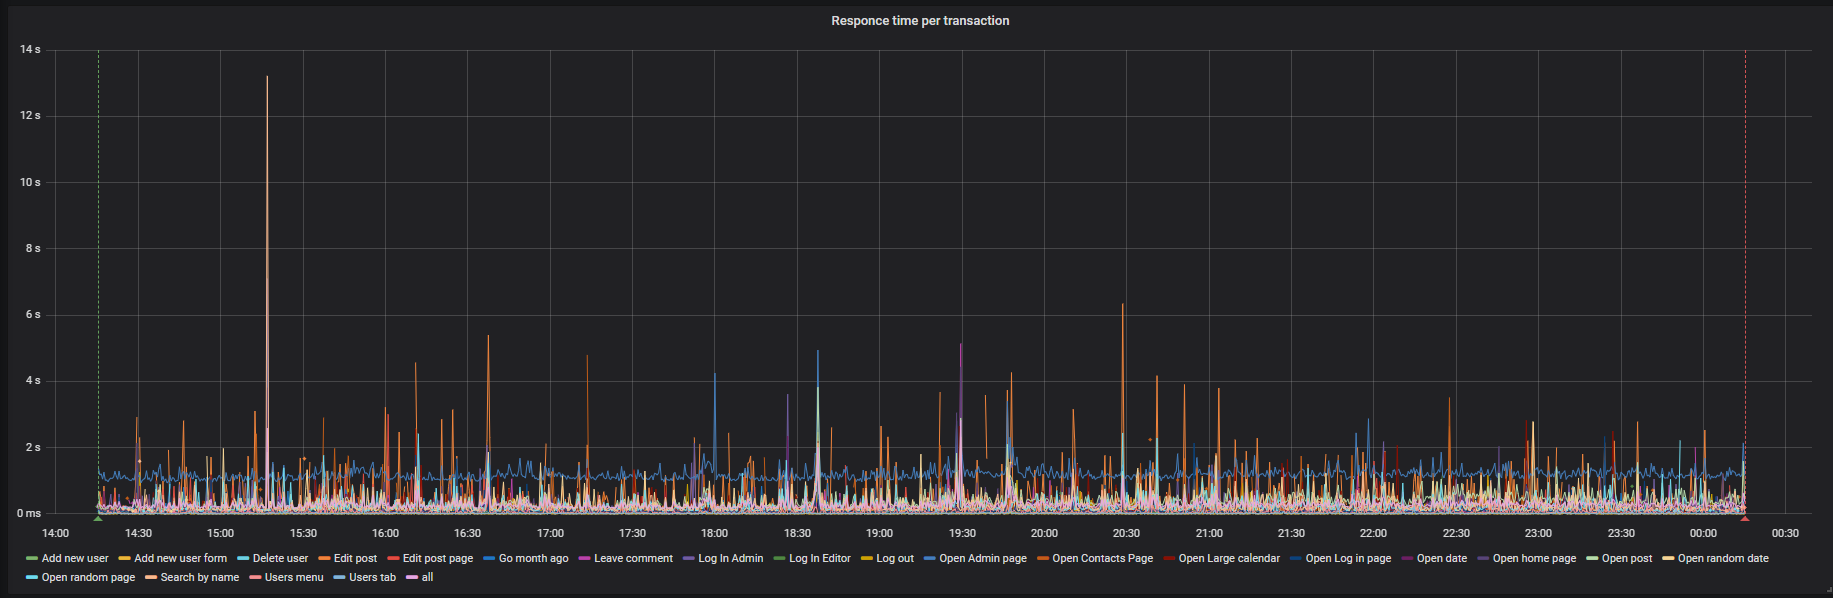 Responce time per transaction
14 s
12 s
10 s
8 s
6 s
4 s
2 s
0 ms
14:00 14:30 15:00 15:30 16:00 16:30 17:00 17:30 18:00 18:30 19:00 19:30 20:00 20:30 21:00 21:30 22:00 22:30 23:00 23:30 00:00 00:30
Add new user Add new user form Delete user Edit post Edit post page Go month ago Leave comment Log In Admin Log In Editor Log out Open Admin page Open Contacts Page Open Large calendar Open Log in page Open date Open home page Open post Open random date
Open random page Search by name Users menu Users tab all